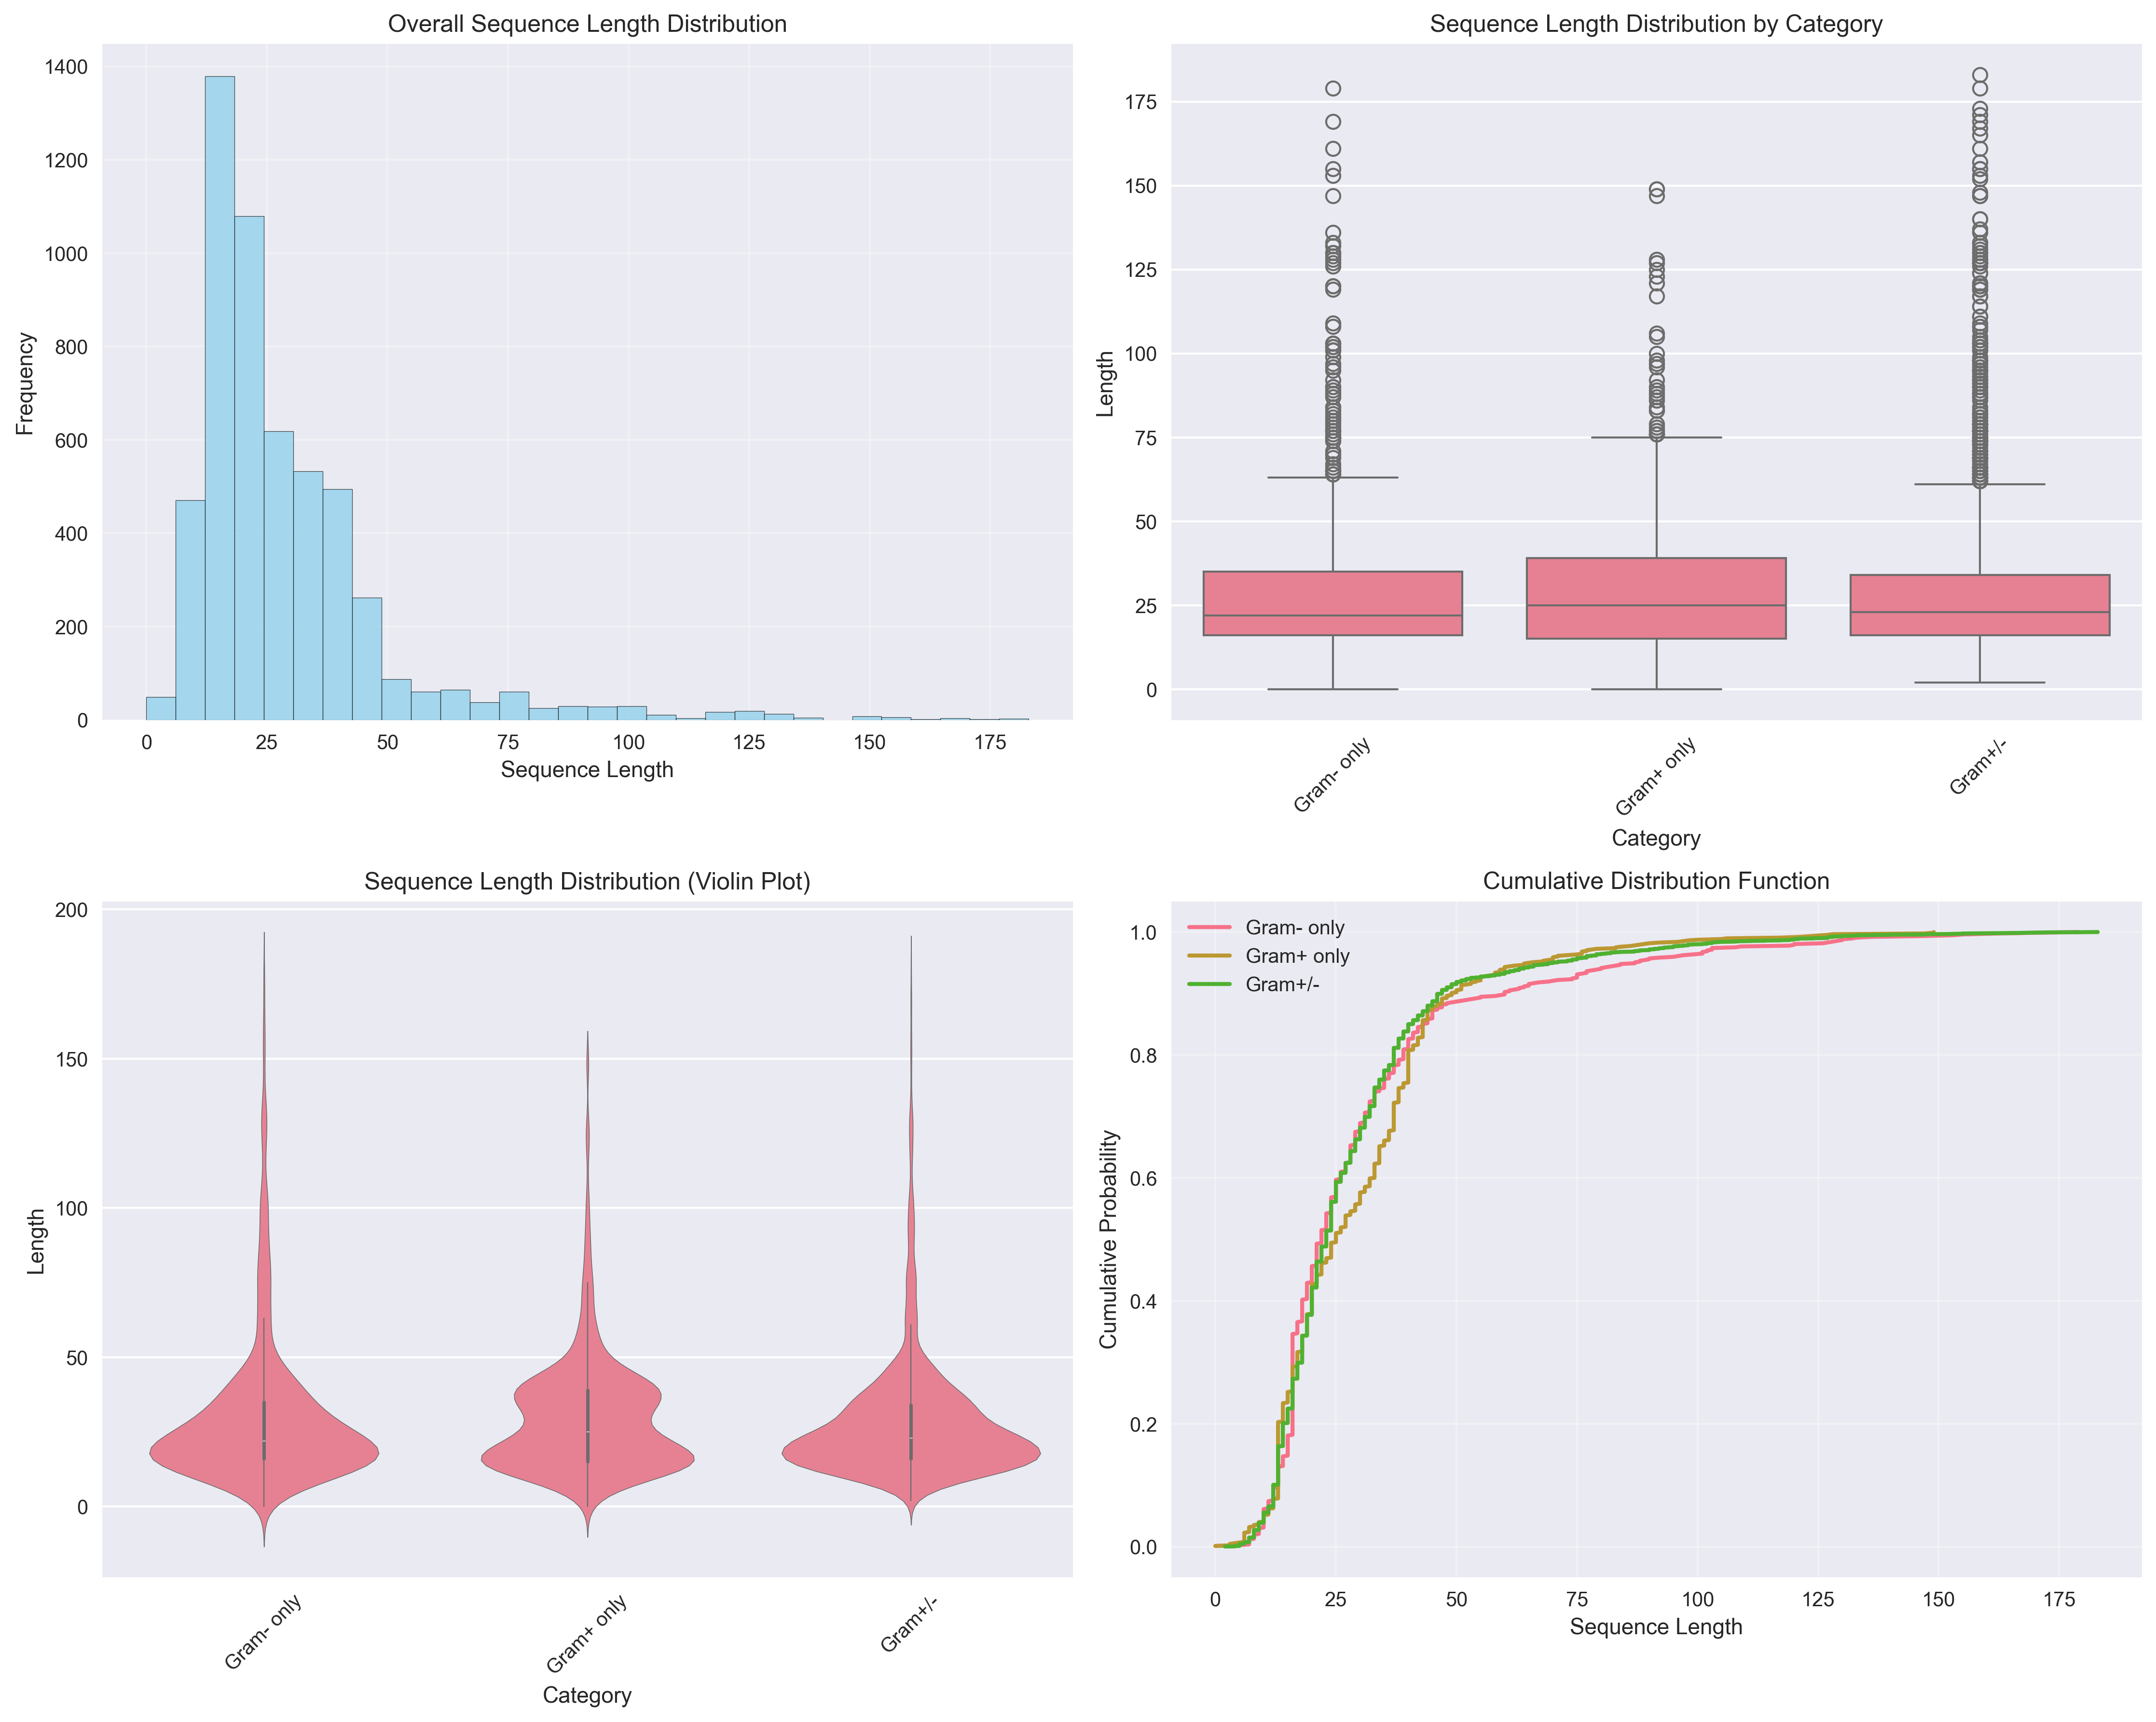 Overall Sequence Length Distribution
1400
1200
1000
800
600
400
200
0
Frequency
0 25 50 75 100 125 150 175
Sequence Length
Sequence Length Distribution by Category
175
150
125
100
75
50
25
0
Length
Gram- only Gram+ only Gram+/-
Category
Sequence Length Distribution (Violin Plot)
200
150
100
50
0
Length
Gram- only Gram+ only Gram+/-
Category
Cumulative Distribution Function
Gram- only
Gram+ only
Gram+/-
1.0
0.8
0.6
0.4
0.2
0.0
Cumulative Probability
0 25 50 75 100 125 150 175
Sequence Length